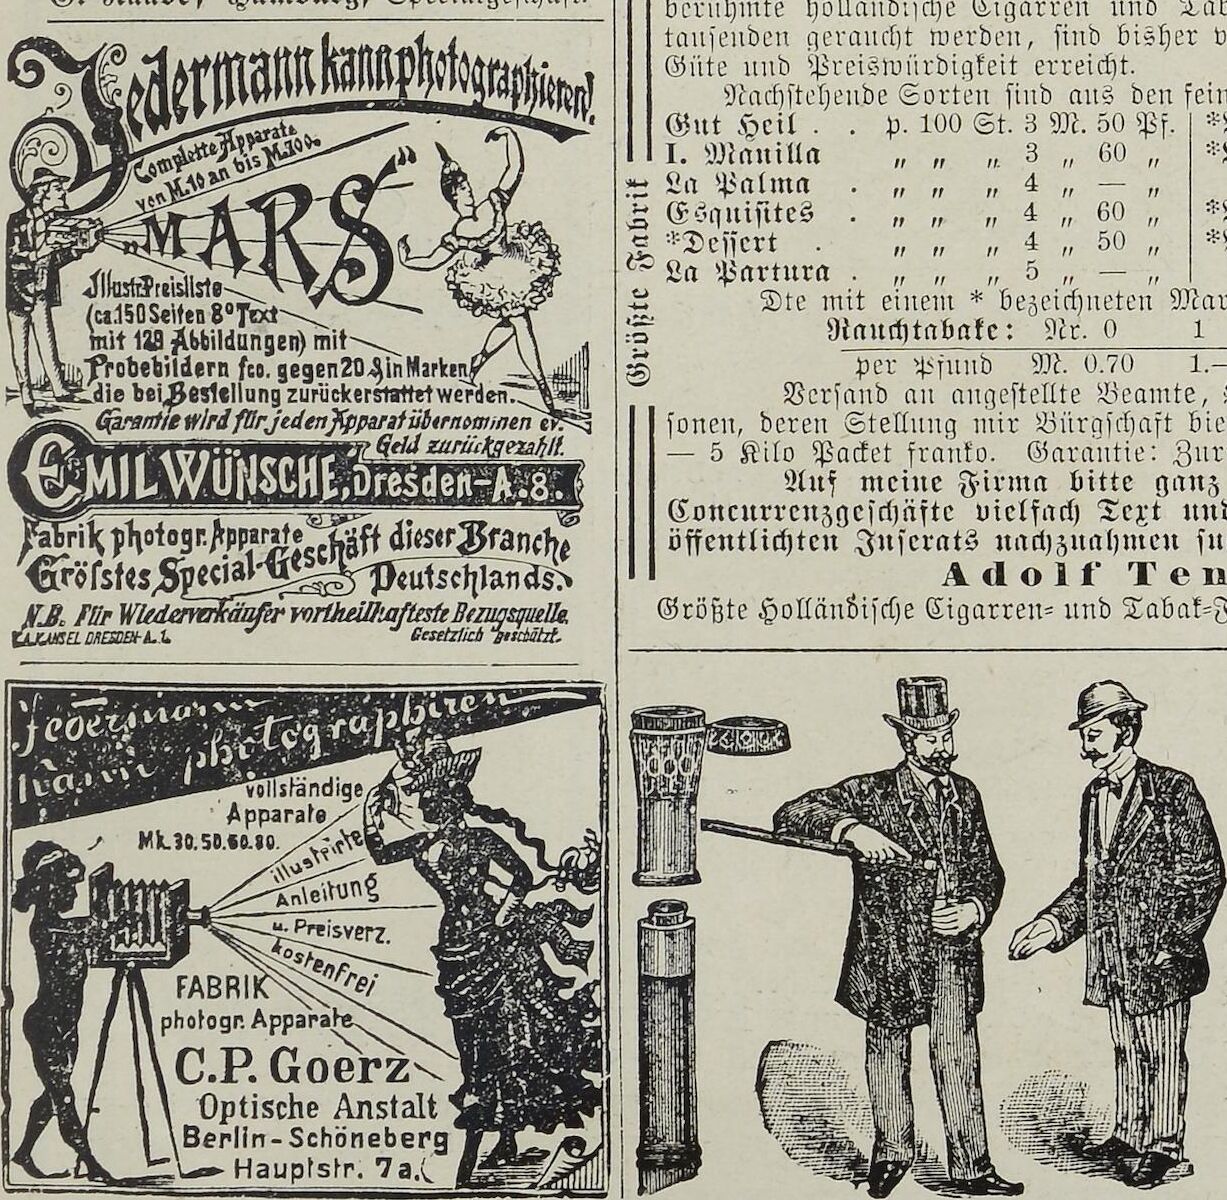 Jedermann kann photographieren!
Complette Apparate
von M. 10 an bis M. 700.
„MARS“
Illustr. Preisliste
(ca. 150 Seiten 8° Text
mit 129 Abbildungen) mit
Probebildern fco. gegen 20 ₰ in Marken,
die bei Bestellung zurückerstattet werden.
Garantie wird für jeden Apparat übernommen ev.
Geld zurückgezahlt.
EMIL WÜNSCHE, Dresden-A. 8.
Fabrik photogr. Apparate
Größtes Special-Geschäft dieser Branche
Deutschlands.
N.B. Für Wiederverkäufer vortheilhafteste Bezugsquelle.
DRESDEN-A. 1.
Gesetzlich geschützt.
Jedermann
kann photographiren
vollständige
Apparate
Mk. 30. 50. 60. 80.
illustrirte
Anleitung
u. Preisverz.
kostenfrei
FABRIK
photogr. Apparate
C.P. Goerz
Optische Anstalt
Berlin-Schöneberg
Hauptstr. 7a.
Größte Fabrik
berühmte holländische Cigarren und
tausenden geraucht werden, sind bisher
Güte und Preiswürdigkeit erreicht.
Nachstehende Sorten sind aus den
Gut Heil . . p. 100 St. 3 M. 50 Pf.
I. Manilla „ „ „ 3 „ 60 „
La Palma . „ „ „ 4 „ — „
Esquisites . „ „ „ 4 „ 60 „
*Dessert . „ „ „ 4 „ 50 „
La Partura . „ „ „ 5 „ — „
Dte mit einem * bezeichneten
Rauchtabake: Nr. 0 1
per Pfund M. 0.70 1.—
Versand an angestellte Beamte,
sonen, deren Stellung mir Bürgschaft
— 5 Kilo Packet franko. Garantie:
Auf meine Firma bitte ganz
Concurrenzgeschäfte vielfach Text
öffentlichten Inserats nachzuahmen
Adolf
Größte Holländische Cigarren- und Tabak-